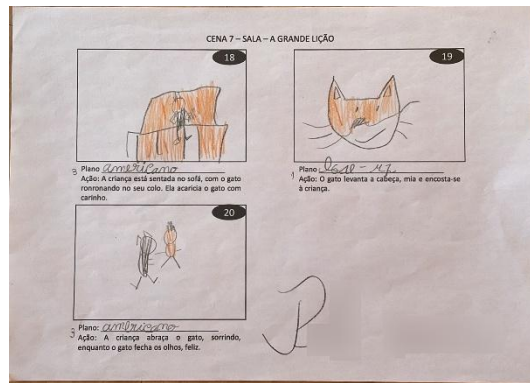 CENA 7 – SALA – A GRANDE LIÇÃO
18
3 Plano americano
Ação: A criança está sentada no sofá, com o gato
ronronando no seu colo. Ela acaricia o gato com
carinho.
19
1 Plano
Ação: O gato levanta a cabeça, mia e encosta-se
à criança.
20
3 Plano: americano
Ação: A criança abraça o gato, sorrindo,
enquanto o gato fecha os olhos, feliz.
P